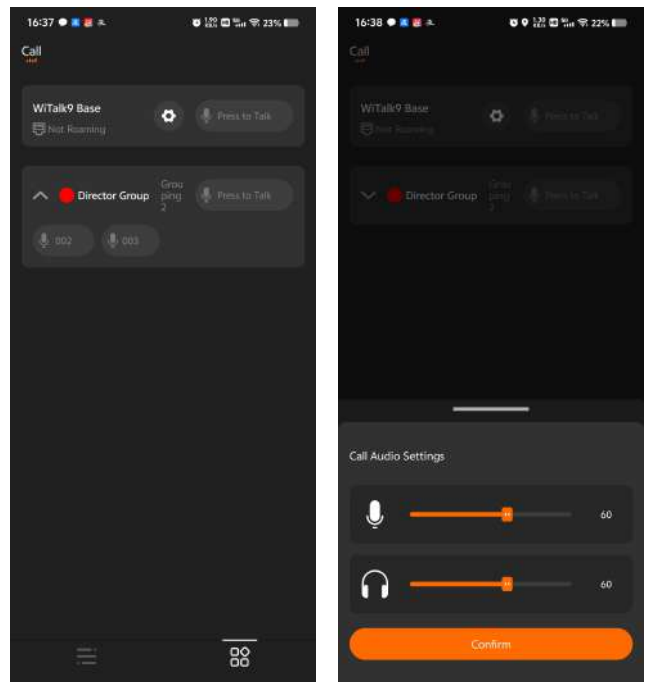 16:37
23%
Call
WiTalk9 Base
Not Roaming
Press to Talk
Director Group
Grou
ping
2
Press to Talk
002
003
16:38
22%
Call
WiTalk9 Base
Not Roaming
Press to Talk
Director Group
Grou
ping
2
Press to Talk
Call Audio Settings
60
60
Confirm